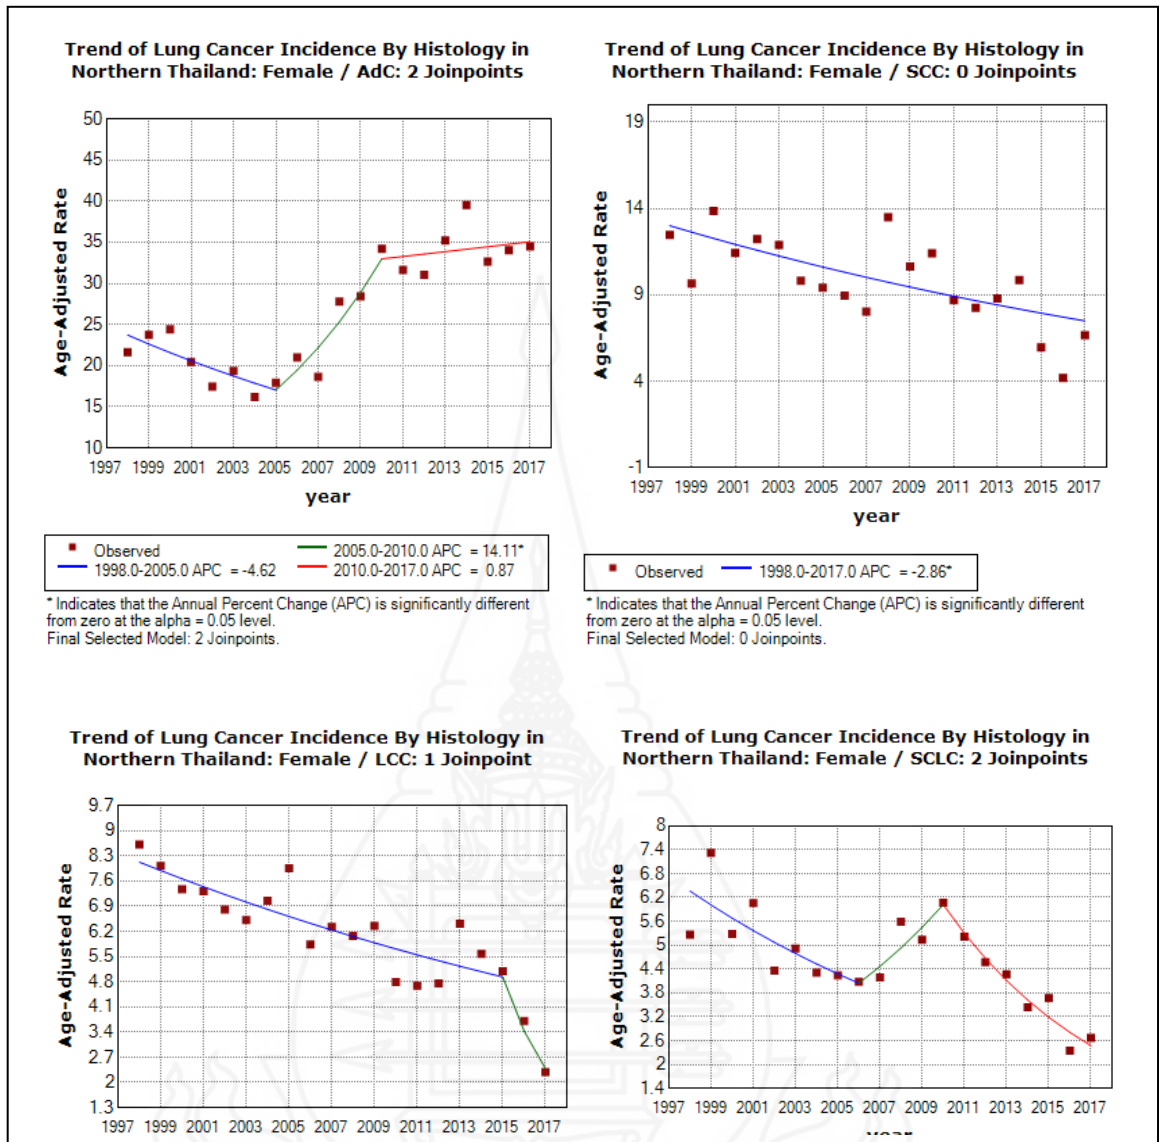 Trend of Lung Cancer Incidence By Histology in
Northern Thailand: Female / AdC: 2 Joinpoints
50
45
40
35
30
25
20
15
10
Age-Adjusted Rate
1997 1999 2001 2003 2005 2007 2009 2011 2013 2015 2017
year
Observed
1998.0-2005.0 APC = -4.62
2005.0-2010.0 APC = 14.11*
2010.0-2017.0 APC = 0.87
* Indicates that the Annual Percent Change (APC) is significantly different
from zero at the alpha = 0.05 level.
Final Selected Model: 2 Joinpoints.
Trend of Lung Cancer Incidence By Histology in
Northern Thailand: Female / SCC: 0 Joinpoints
19
14
9
4
-1
Age-Adjusted Rate
1997 1999 2001 2003 2005 2007 2009 2011 2013 2015 2017
year
Observed
1998.0-2017.0 APC = -2.86*
* Indicates that the Annual Percent Change (APC) is significantly different
from zero at the alpha = 0.05 level.
Final Selected Model: 0 Joinpoints.
Trend of Lung Cancer Incidence By Histology in
Northern Thailand: Female / LCC: 1 Joinpoint
9.7
9
8.3
7.6
6.9
6.2
5.5
4.8
4.1
3.4
2.7
2
1.3
Age-Adjusted Rate
1997 1999 2001 2003 2005 2007 2009 2011 2013 2015 2017
Trend of Lung Cancer Incidence By Histology in
Northern Thailand: Female / SCLC: 2 Joinpoints
8
7.4
6.8
6.2
5.6
5
4.4
3.8
3.2
2.6
2
1.4
Age-Adjusted Rate
1997 1999 2001 2003 2005 2007 2009 2011 2013 2015 2017